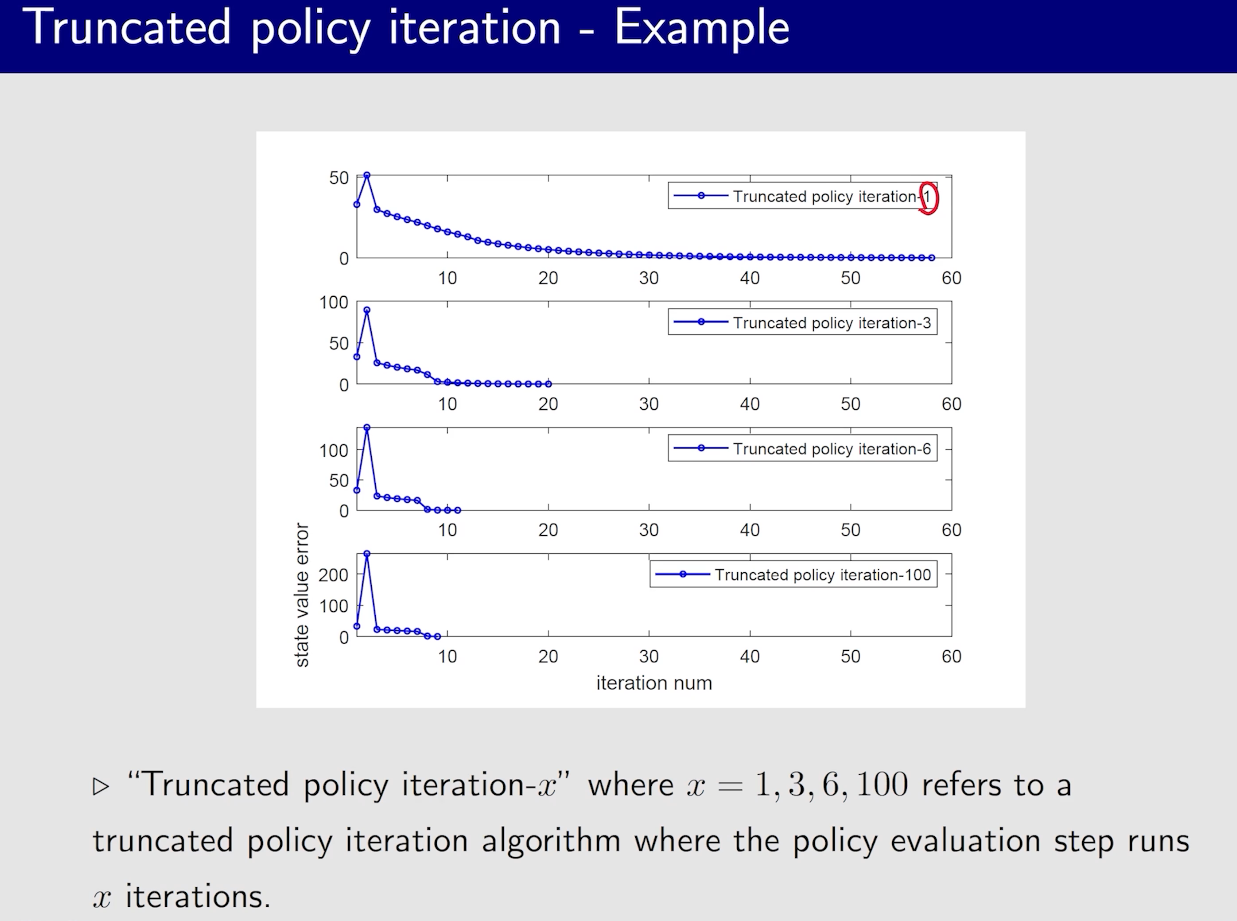 Truncated policy iteration - Example
50
0
Truncated policy iteration-1
10 20 30 40 50 60
100
50
0
Truncated policy iteration-3
10 20 30 40 50 60
100
50
0
Truncated policy iteration-6
10 20 30 40 50 60
200
100
0
Truncated policy iteration-100
10 20 30 40 50 60
state value error
iteration num
▷ “Truncated policy iteration-x” where x = 1, 3, 6, 100 refers to a
truncated policy iteration algorithm where the policy evaluation step runs
x iterations.